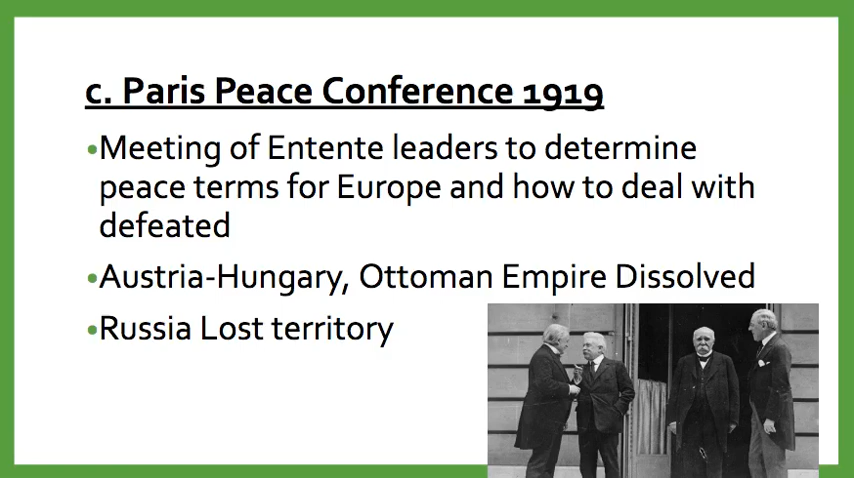 c. Paris Peace Conference 1919
•Meeting of Entente leaders to determine
peace terms for Europe and how to deal with
defeated
•Austria-Hungary, Ottoman Empire Dissolved
•Russia Lost territory